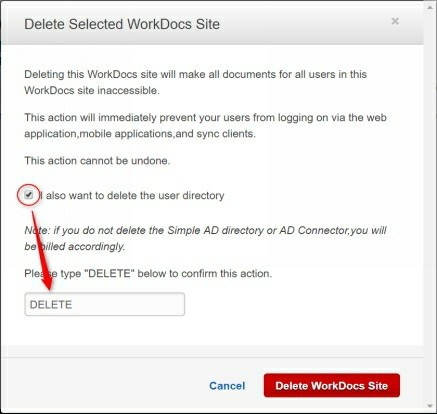 Delete Selected WorkDocs Site
Deleting this WorkDocs site will make all documents for all users in this
WorkDocs site inaccessible.
This action will immediately prevent your users from logging on via the web
application,mobile applications,and sync clients.
This action cannot be undone.
I also want to delete the user directory
Note: if you do not delete the Simple AD directory or AD Connector,you will
be billed accordingly.
Please type "DELETE" below to confirm this action.
DELETE
Cancel Delete WorkDocs Site